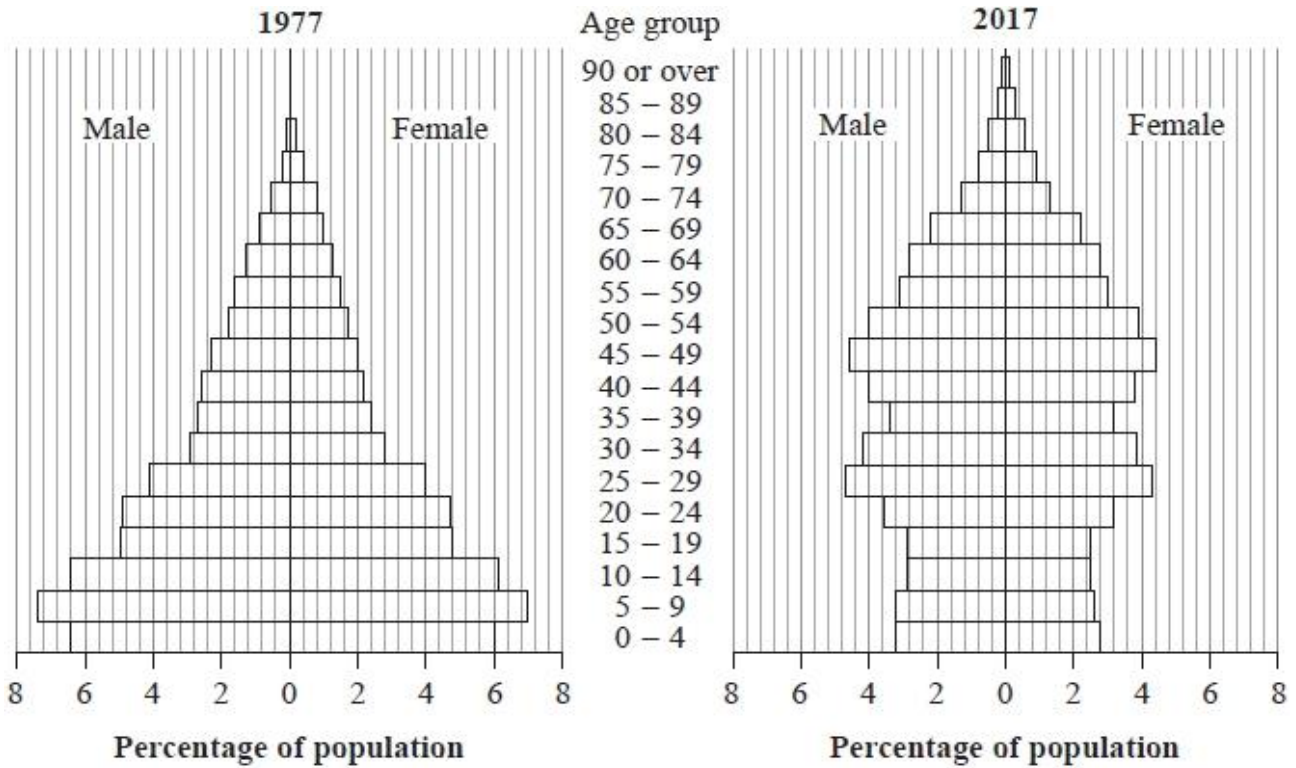 1977
Age group
2017
90 or over
85 – 89
Male
Female
80 – 84
Male
Female
75 – 79
70 – 74
65 – 69
60 – 64
55 – 59
50 – 54
45 – 49
40 – 44
35 – 39
30 – 34
25 – 29
20 – 24
15 – 19
10 – 14
5 – 9
0 – 4
8 6 4 2 0 2 4 6 8
8 6 4 2 0 2 4 6 8
Percentage of population
Percentage of population